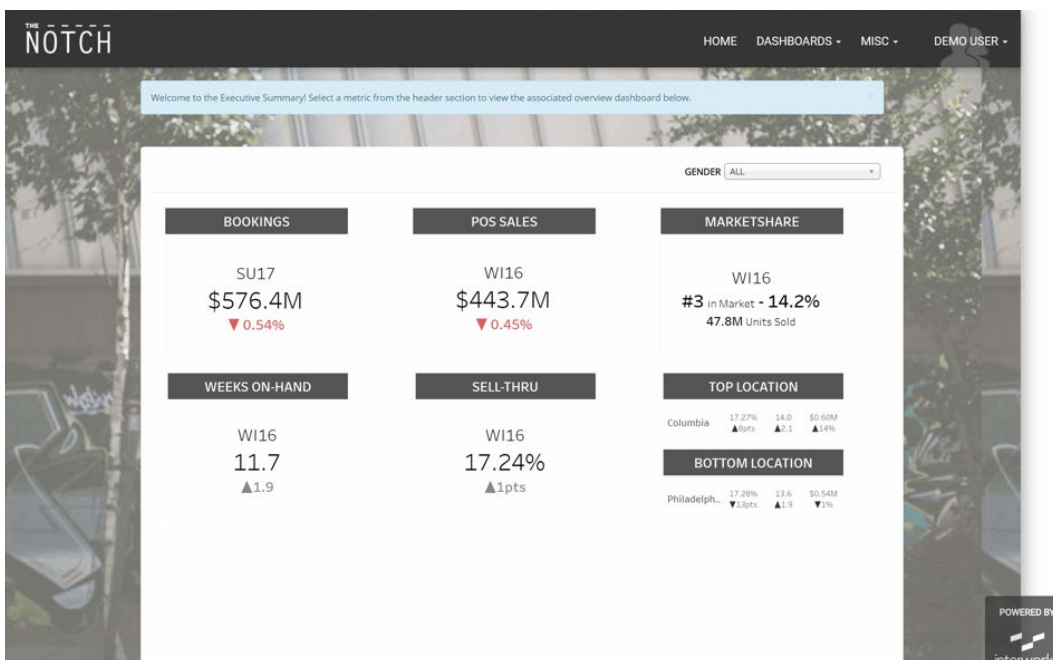 THE
NOTCH
HOME DASHBOARDS MISC DEMO USER
Welcome to the Executive Summary! Select a metric from the header section to view the associated overview dashboard below.
GENDER ALL
BOOKINGS
SU17
$576.4M
▼ 0.54%
POS SALES
WI16
$443.7M
▼ 0.45%
MARKETSHARE
WI16
#3 in Market - 14.2%
47.8M Units Sold
WEEKS ON-HAND
WI16
11.7
▲1.9
SELL-THRU
WI16
17.24%
▲1pts
TOP LOCATION
Columbia 17.27% 14.0 $0.60M
▲8pts ▲2.1 ▲14%
BOTTOM LOCATION
Philadelph.. 17.28% 13.6 $0.54M
▼13pts ▲1.9 ▼1%
POWERED BY